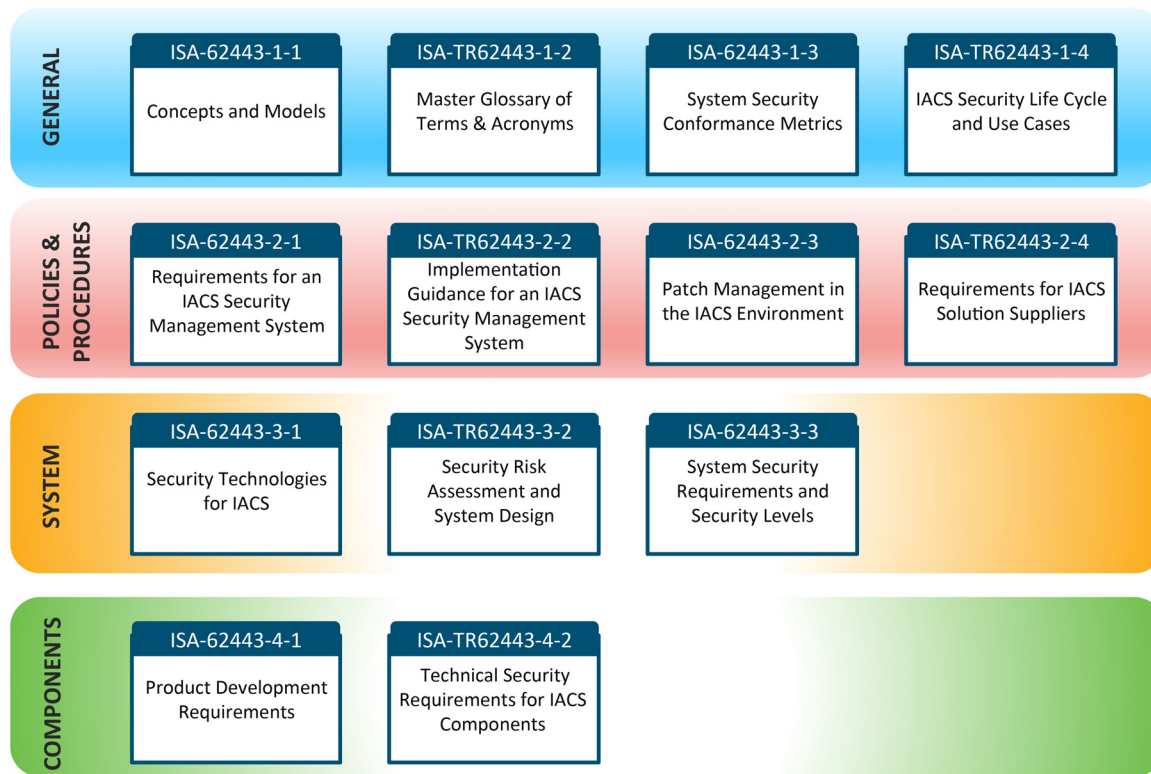 GENERAL
ISA-62443-1-1
Concepts and Models
ISA-TR62443-1-2
Master Glossary of
Terms & Acronyms
ISA-62443-1-3
System Security
Conformance Metrics
ISA-TR62443-1-4
IACS Security Life Cycle
and Use Cases
POLICIES &
PROCEDURES
ISA-62443-2-1
Requirements for an
IACS Security
Management System
ISA-TR62443-2-2
Implementation
Guidance for an IACS
Security Management
System
ISA-62443-2-3
Patch Management in
the IACS Environment
ISA-TR62443-2-4
Requirements for IACS
Solution Suppliers
SYSTEM
ISA-62443-3-1
Security Technologies
for IACS
ISA-TR62443-3-2
Security Risk
Assessment and
System Design
ISA-62443-3-3
System Security
Requirements and
Security Levels
COMPONENTS
ISA-62443-4-1
Product Development
Requirements
ISA-TR62443-4-2
Technical Security
Requirements for IACS
Components